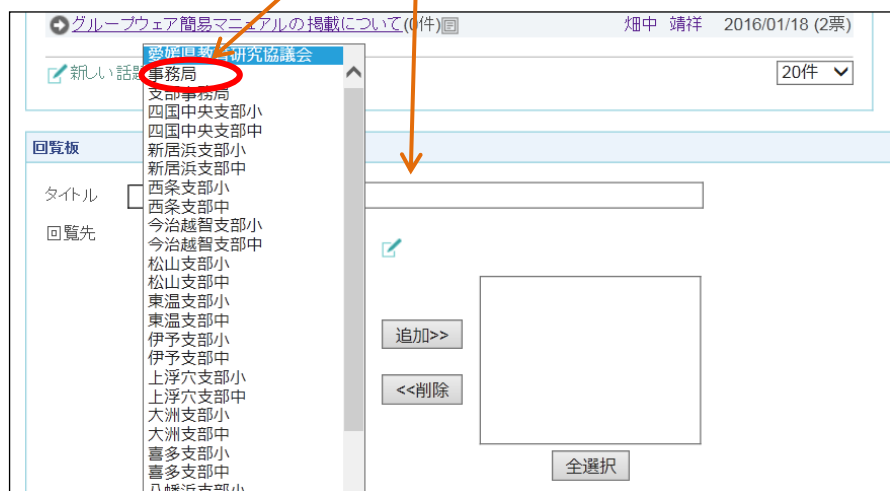 グループウェア簡易マニュアルの掲載について(0件) 畑中 靖祥 2016/01/18 (2票)
愛媛県教育研究協議会
新しい話題
20件
事務局
支部事務局
四国中央支部小
四国中央支部中
新居浜支部小
回覧板
新居浜支部中
タイトル
西条支部小
西条支部中
今治越智支部小
回覧先
今治越智支部中
松山支部小
松山支部中
東温支部小
東温支部中
追加>>
伊予支部小
伊予支部中
上浮穴支部小
<<削除
上浮穴支部中
大洲支部小
大洲支部中
喜多支部小
全選択
喜多支部中
八幡浜支部小